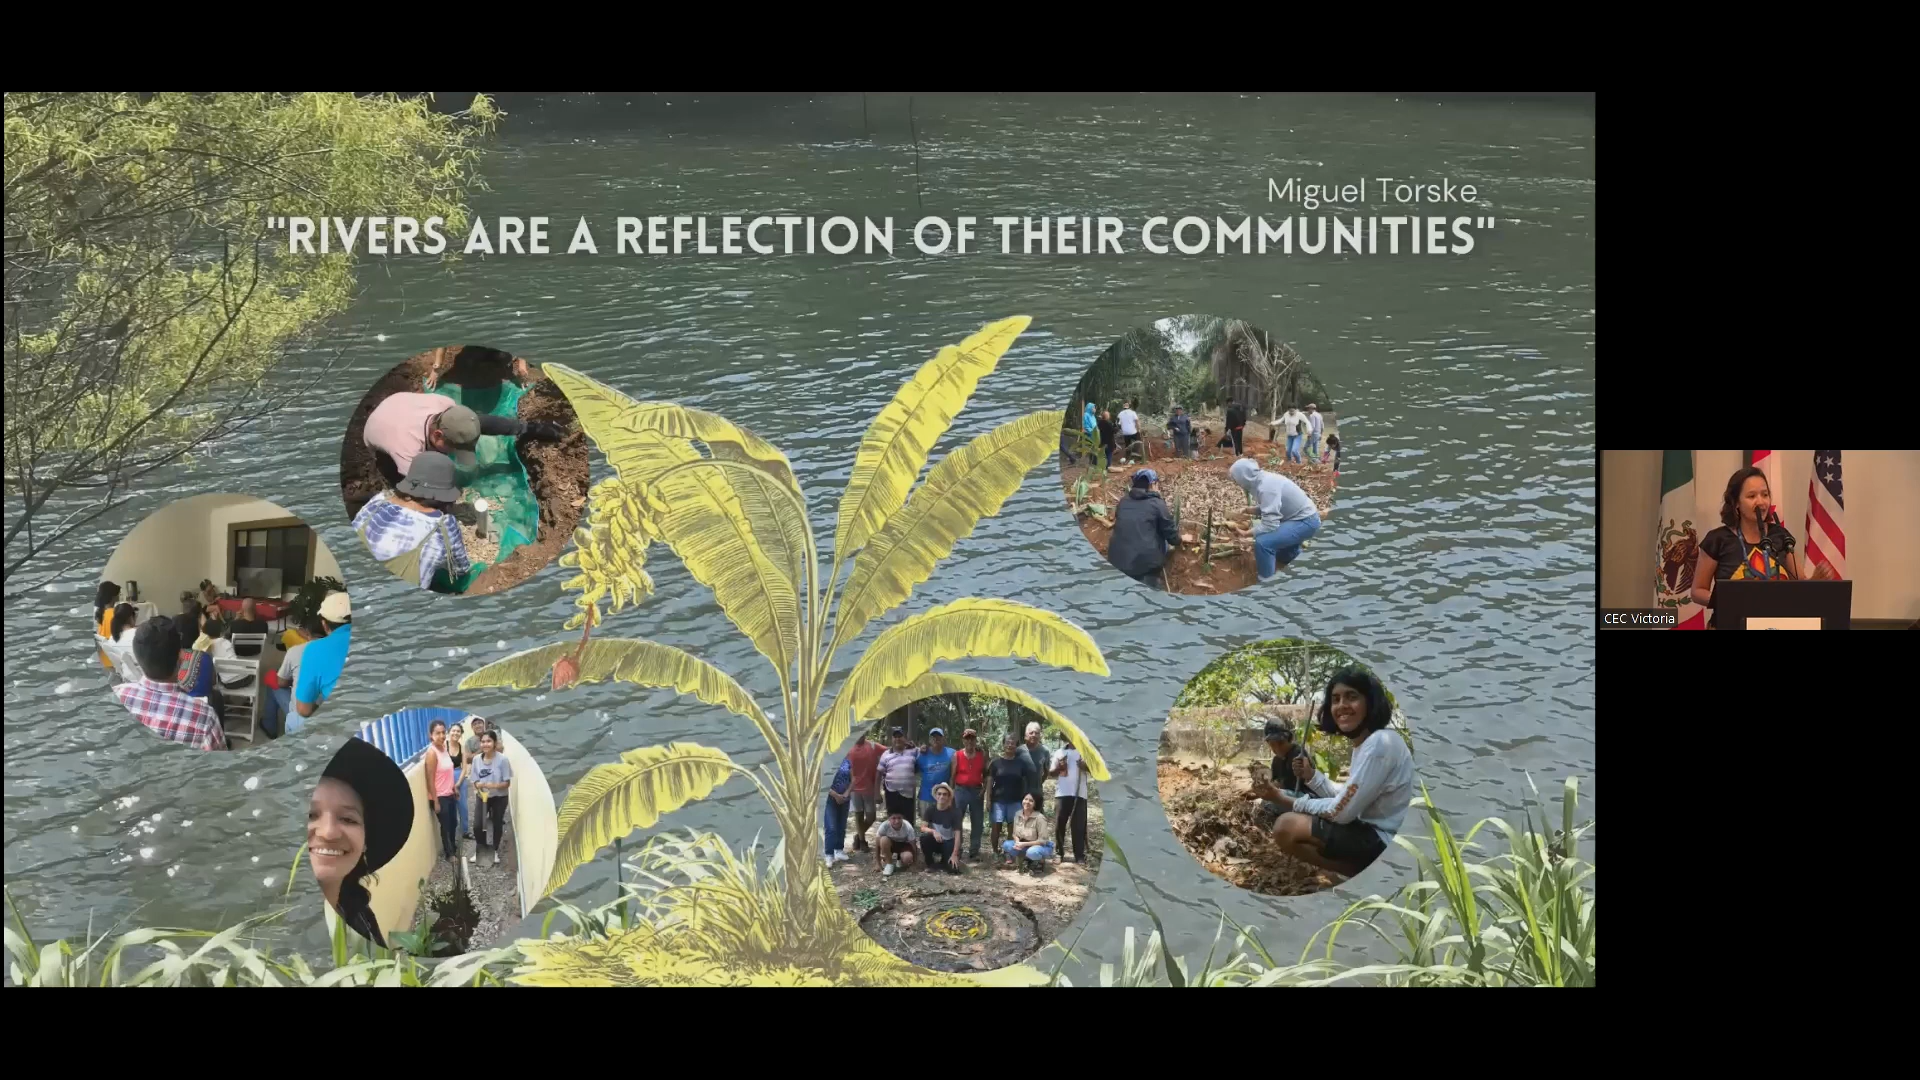 Miguel Torske
"RIVERS ARE A REFLECTION OF THEIR COMMUNITIES"
CEC Victoria